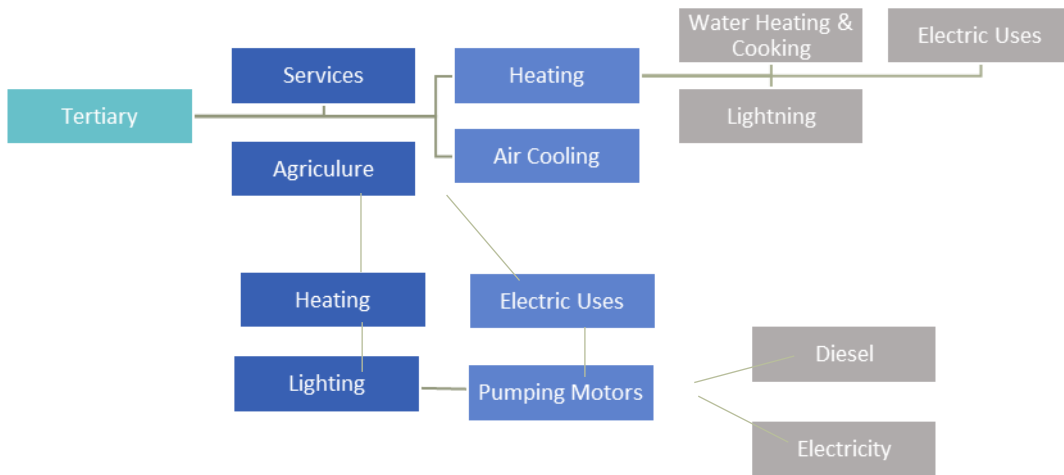 Water Heating &
Cooking
Electric Uses
Services
Heating
Tertiary
Lightning
Agriculure
Air Cooling
Heating
Electric Uses
Diesel
Lighting
Pumping Motors
Electricity